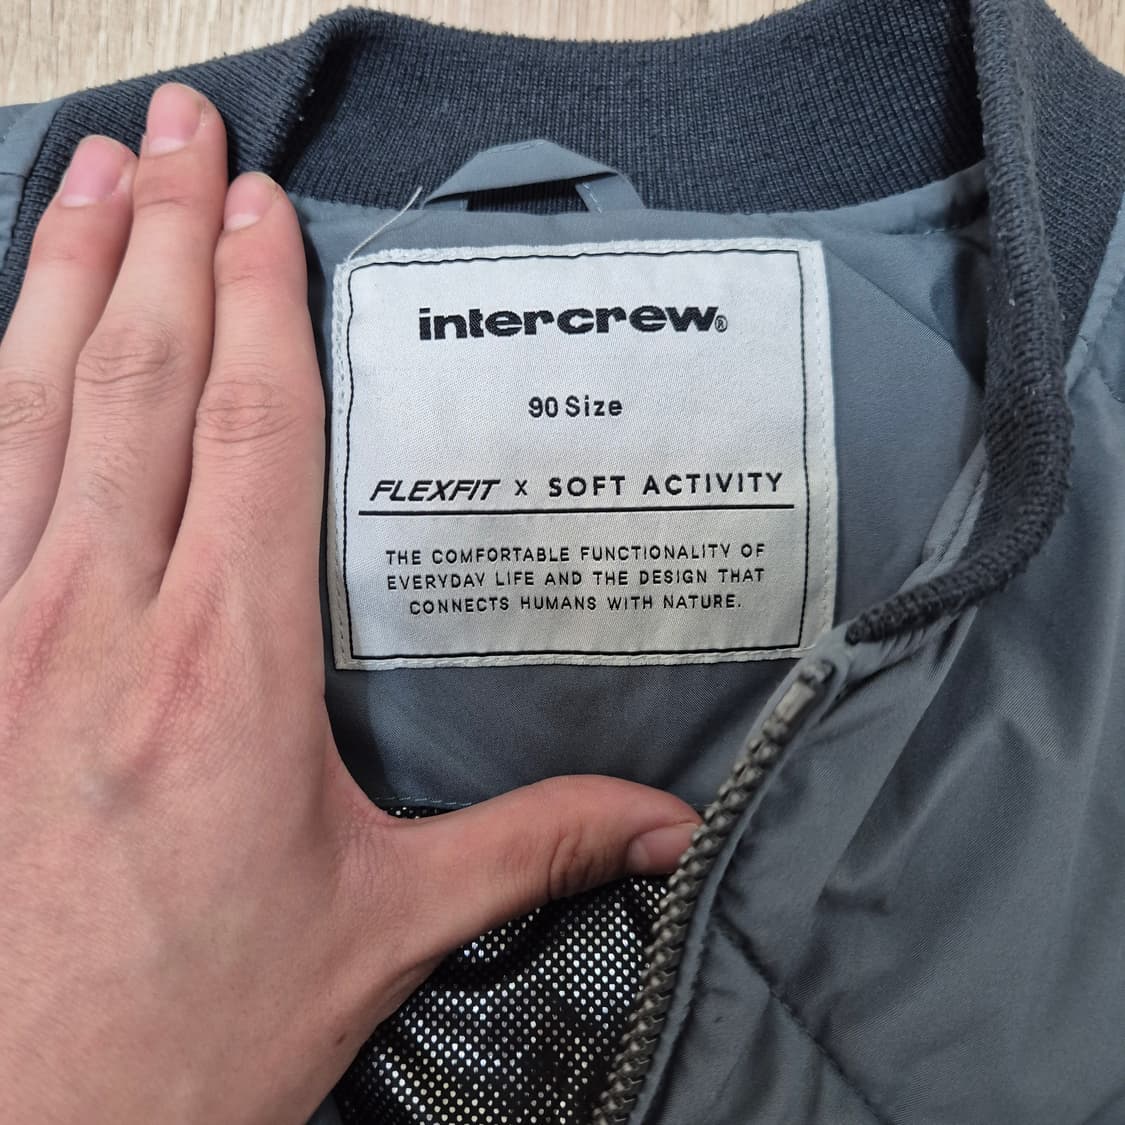 intercrew®
90 Size
FLEXFIT x SOFT ACTIVITY
THE COMFORTABLE FUNCTIONALITY OF
EVERYDAY LIFE AND THE DESIGN THAT
CONNECTS HUMANS WITH NATURE.